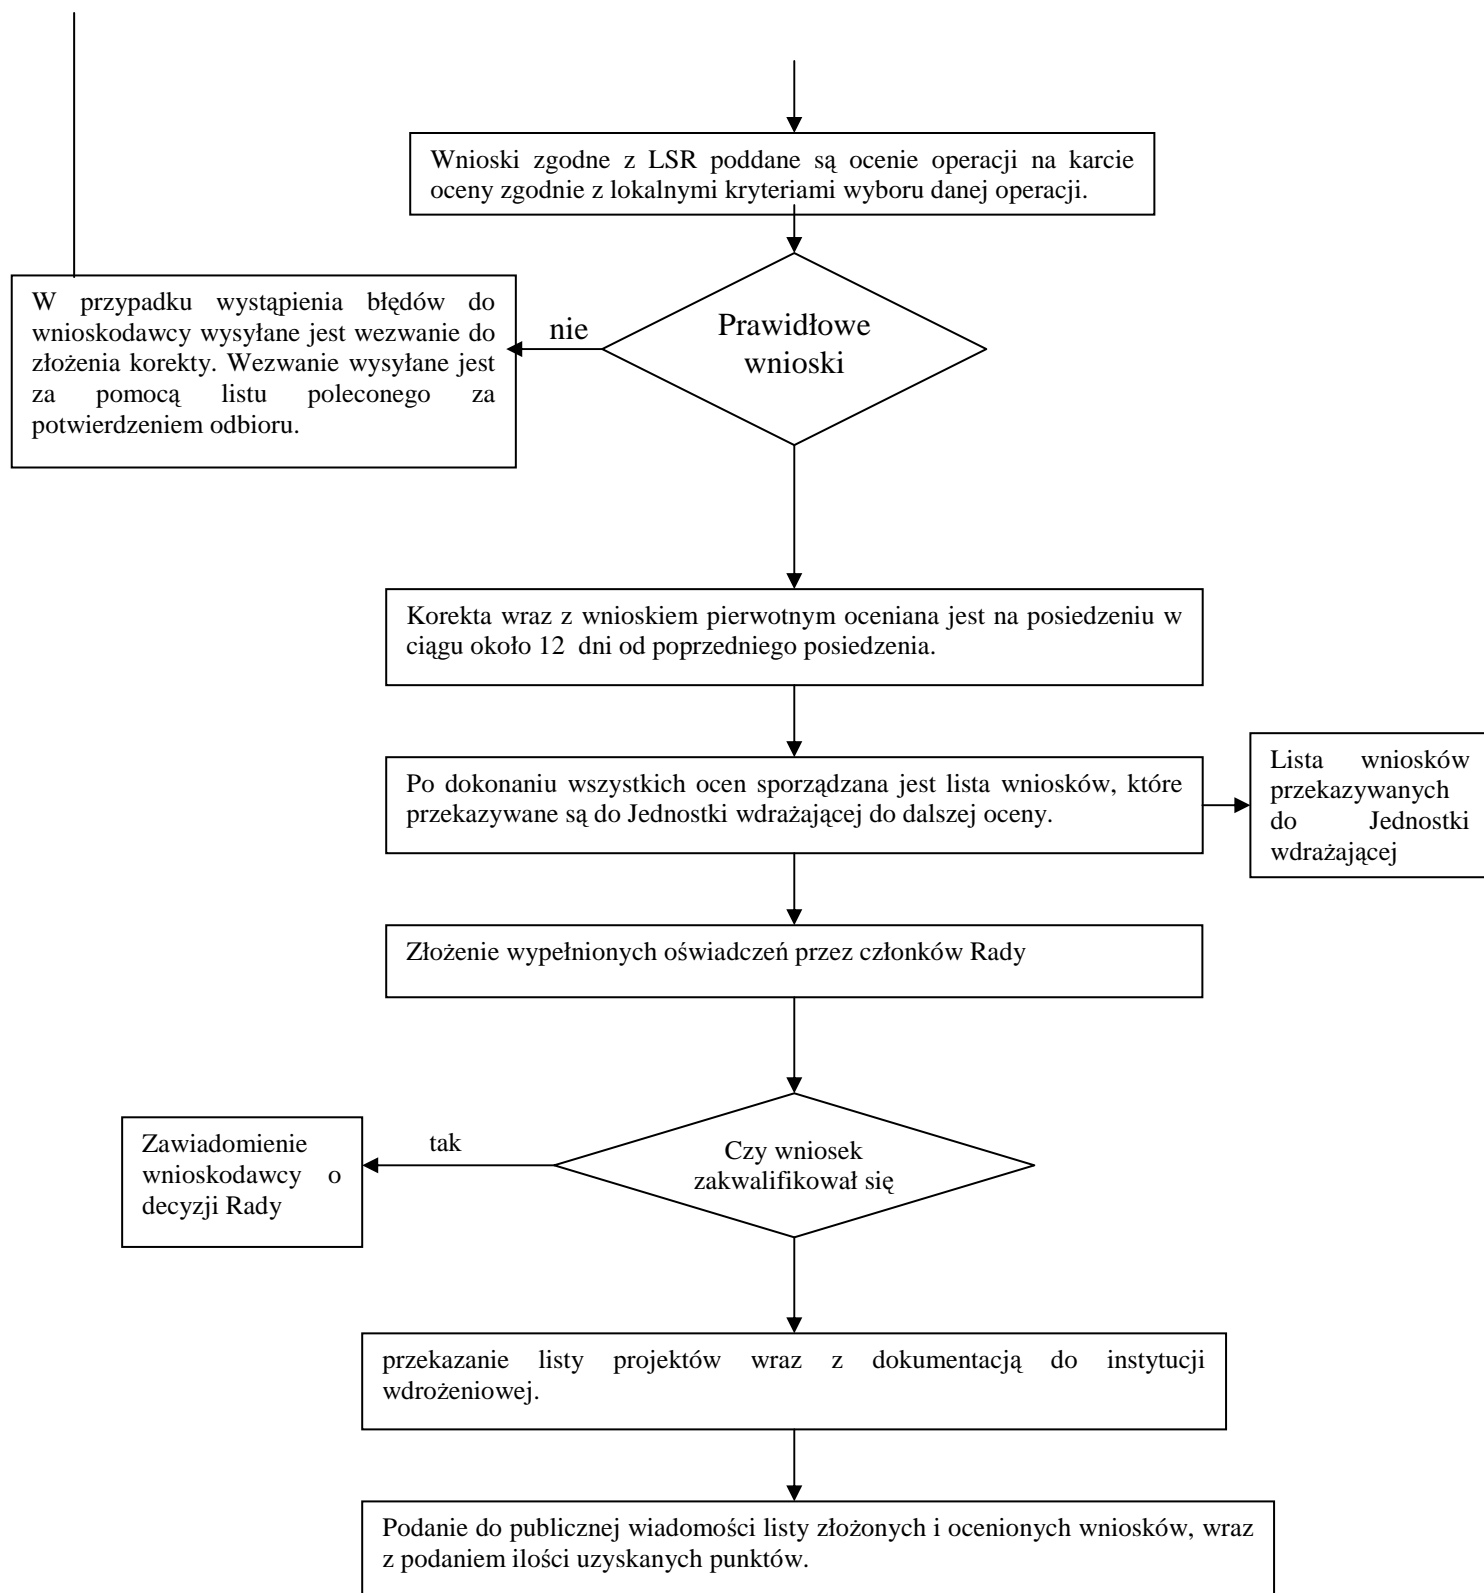 Wnioski zgodne z LSR poddane są ocenie operacji na karcie
oceny zgodnie z lokalnymi kryteriami wyboru danej operacji.
W przypadku wystąpienia błędów do
wnioskodawcy wysyłane jest wezwanie do
złożenia korekty. Wezwanie wysyłane jest
za pomocą listu poleconego za
potwierdzeniem odbioru.
nie
Prawidłowe
wnioski
Korekta wraz z wnioskiem pierwotnym oceniana jest na posiedzeniu w
ciągu około 12 dni od poprzedniego posiedzenia.
Po dokonaniu wszystkich ocen sporządzana jest lista wniosków, które
przekazywane są do Jednostki wdrażającej do dalszej oceny.
Lista wniosków
przekazywanych
do Jednostki
wdrażającej
Złożenie wypełnionych oświadczeń przez członków Rady
Zawiadomienie
wnioskodawcy o
decyzji Rady
tak
Czy wniosek
zakwalifikował się
przekazanie listy projektów wraz z dokumentacją do instytucji
wdrożeniowej.
Podanie do publicznej wiadomości listy złożonych i ocenionych wniosków, wraz
z podaniem ilości uzyskanych punktów.